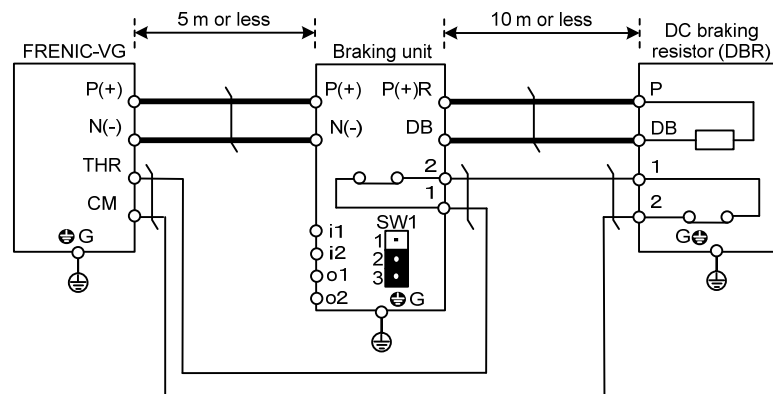 5 m or less
10 m or less
FRENIC-VG
Braking unit
DC braking
resistor (DBR)
P(+)
N(-)
THR
CM
G
P(+)
N(-)
P(+)R
DB
2
1
i1
i2
o1
o2
SW1
1
2
3
G
P
DB
1
2
G